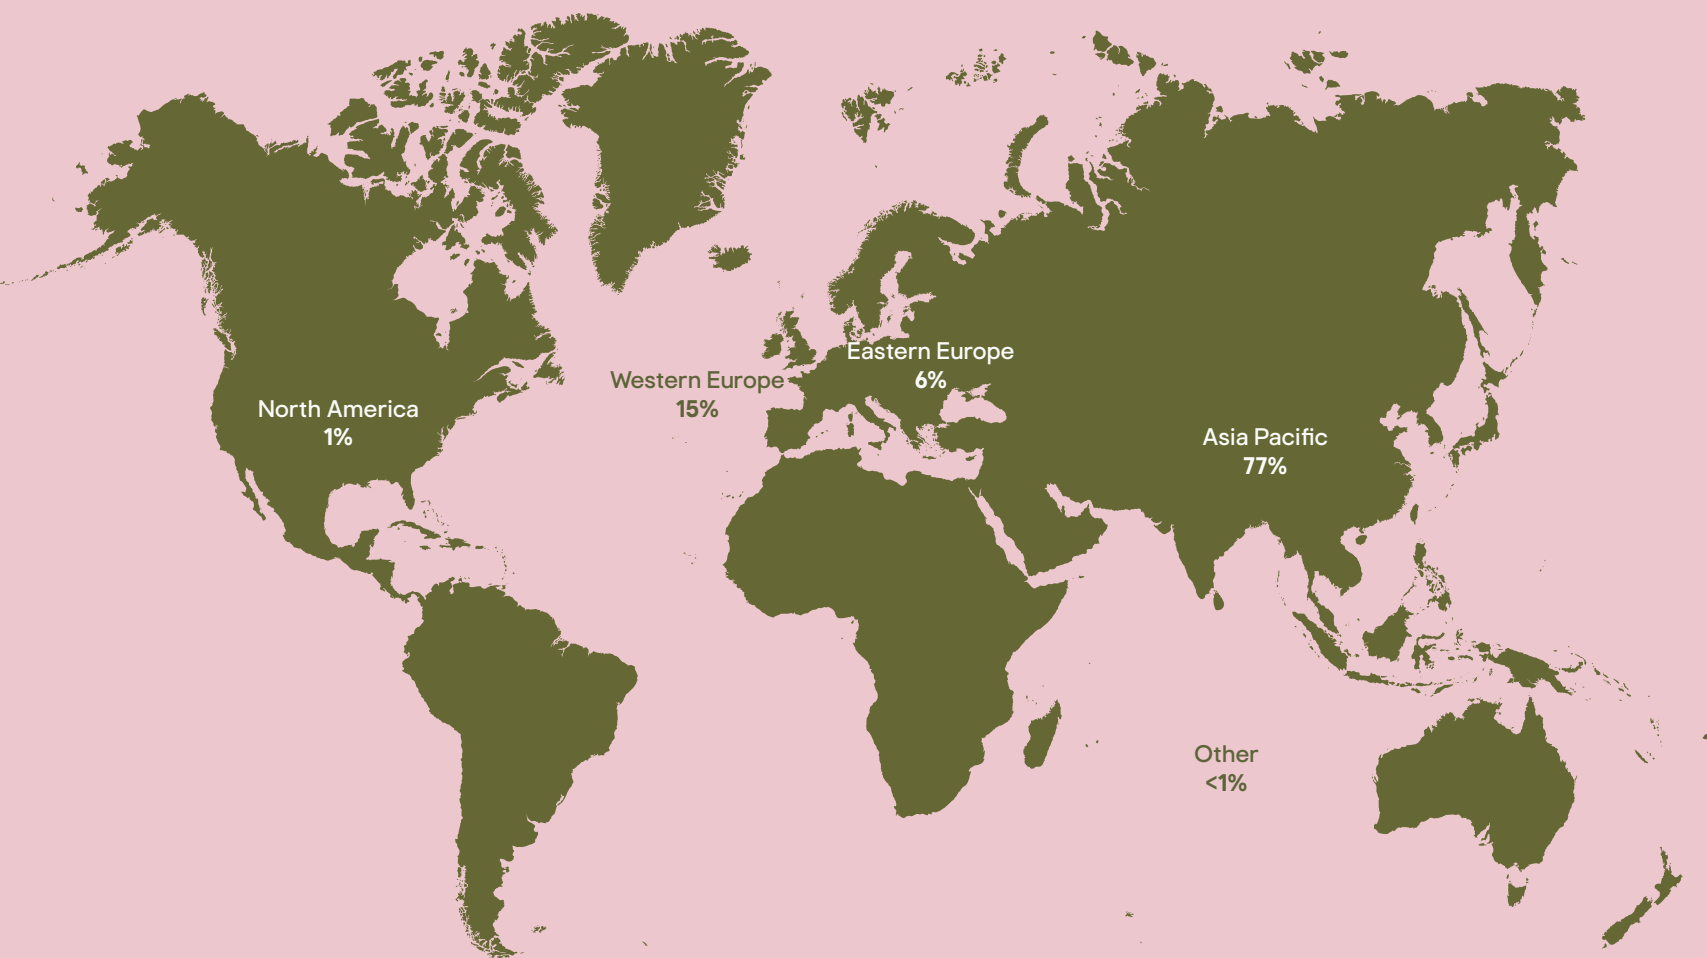 Eastern Europe
6%
Western Europe
15%
North America
1%
Asia Pacific
77%
Other
<1%